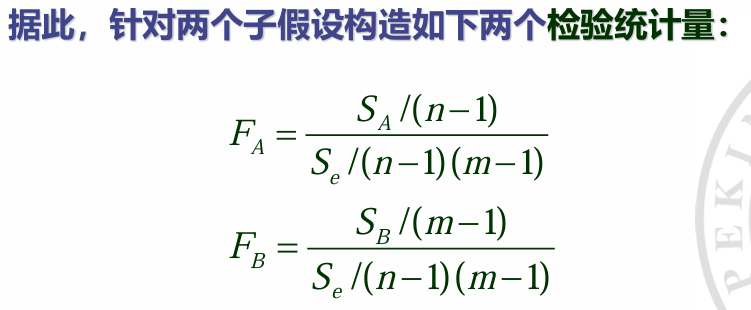 据此，针对两个子假设构造如下两个检验统计量：
F_A = \frac{S_A /(n-1)}{S_e /(n-1)(m-1)}
F_B = \frac{S_B /(m-1)}{S_e /(n-1)(m-1)}
PEKIN